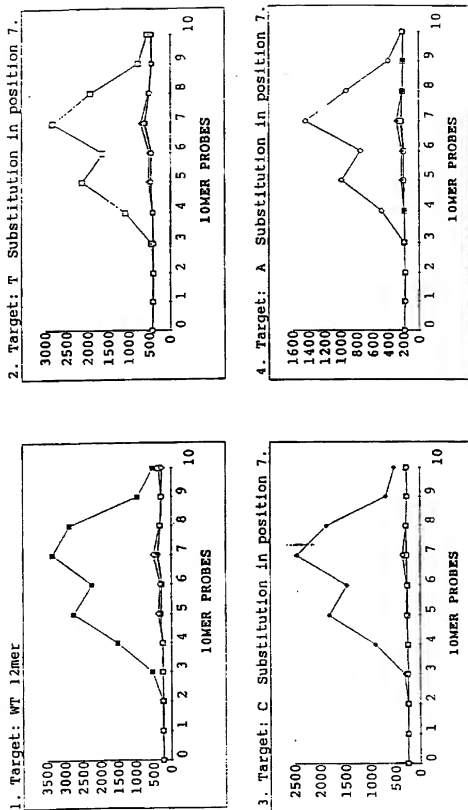 1. Target: WT 12mer
3500
3000
2500
2000
1500
1000
500
0
0 1 2 3 4 5 6 7 8 9 10
10MER PROBES
2. Target: T Substitution in position 7.
3000
2500
2000
1500
1000
500
0 1 2 3 4 5 6 7 8 9 10
10MER PROBES
3. Target: C Substitution in position 7.
2500
2000
1500
1000
500
0
0 1 2 3 4 5 6 7 8 9 10
10MER PROBES
4. Target: A Substitution in position 7.
1600
1400
1200
1000
800
600
400
200
0 1 2 3 4 5 6 7 8 9 10
10MER PROBES